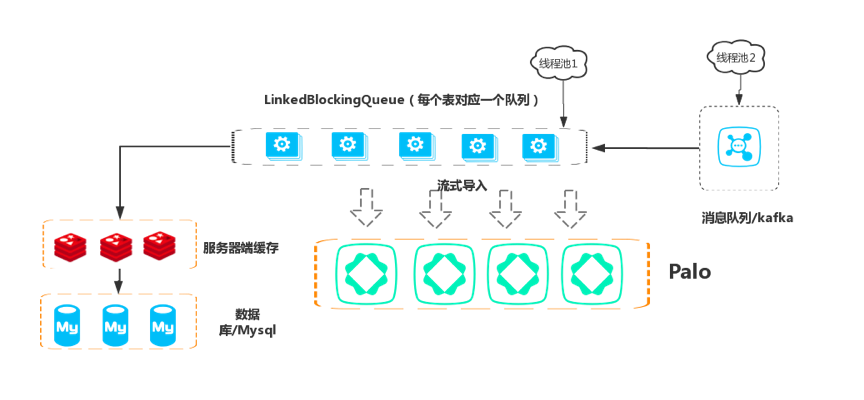 线程池1
线程池2
LinkedBlockingQueue（每个表对应一个队列）
流式导入
消息队列/kafka
服务器端缓存
Palo
数据
库/Mysql
My
My
My